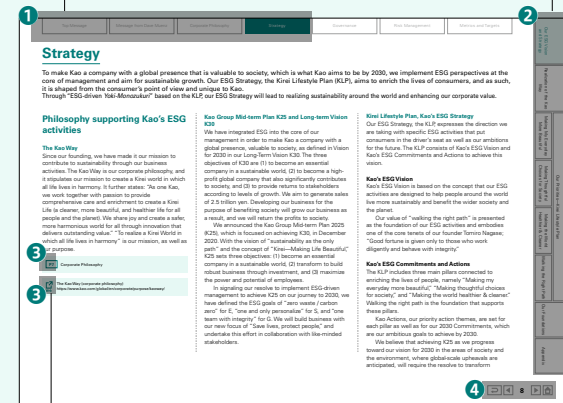 1
2
Top Message
Message from Guest Board
Corporate Philosophy
Strategy
Governance
Risk Management
Metrics and Targets
Strategy
To make Kao a company with a global presence that is valuable to society, which is what Kao aims to be by 2030, we implement ESG perspectives at the
core of management and aim for sustainable growth. Our ESG Strategy, the Kirei Lifestyle Plan (KLP), aims to enrich the lives of consumers, and as such,
it is shaped from the consumer's point of view and unique to Kao.
Through "ESG-driven Yoki-Monozukuri" based on the KLP, our ESG Strategy will lead to realizing sustainability around the world and enhancing our corporate value.
Philosophy supporting Kao's ESG
activities
The Kao Way
Since our founding, we have made it our mission to
contribute to sustainability through our business
activities. The Kao Way is our corporate philosophy, and
it stipulates our mission to create a Kirei world in which
all life lives in harmony. It further states: "As one Kao,
we work together with passion to provide
comprehensive care and enrichment to create a Kirei
Life (a cleaner, more beautiful, and healthier life for all
people and the planet). We share joy and create a safer,
more harmonious world for all through innovation that
delivers outstanding value." "To realize a Kirei World in
which all life lives in harmony" is our mission, as well as
our purpose.
3
Corporate Philosophy
3
The Kao Way (corporate philosophy)
https://www.kao.com/global/en/corporate/purpose/kaoway/
Kao Group Mid-term Plan K25 and Long-term Vision
K30
We have integrated ESG into the core of our
management in order to make Kao a company with a
global presence, valuable to society, as defined in Vision
for 2030 in our Long-Term Vision K30. The three
objectives of K30 are (1) to become an essential
company in a sustainable world, (2) to become a high-
profit global company that also significantly contributes
to society, and (3) to provide returns to stakeholders
according to levels of growth. We aim to generate sales
of 2.5 trillion yen. Developing our business for the
purpose of benefiting society will grow our business as
a result, and we will return the profits to society.
We announced the Kao Group Mid-term Plan 2025
(K25), which is focused on achieving K30, in December
2020. With the vision of "sustainability as the only
path" and the concept of "Kirei—Making Life Beautiful,"
K25 sets three objectives: (1) become an essential
company in a sustainable world, (2) transform to build
robust business through investment, and (3) maximize
the power and potential of employees.
In signaling our resolve to implement ESG-driven
management to achieve K25 on our journey to 2030, we
have defined the ESG goals of "zero waste / carbon
zero" for E, "one and only personalize" for S, and "one
team with integrity" for G. We will build business with
our new focus of "Save lives, protect people," and
undertake this effort in collaboration with like-minded
stakeholders.
Kirei Lifestyle Plan, Kao's ESG Strategy
Our ESG Strategy, the KLP, expresses the direction we
are taking with specific ESG activities that put
consumers in the driver's seat as well as our ambitions
for the future. The KLP consists of Kao's ESG Vision and
Kao's ESG Commitments and Actions to achieve this
vision.
Kao's ESG Vision
Kao's ESG Vision is based on the concept that our ESG
activities are designed to help people around the world
live more sustainably and benefit the wider society and
the planet.
Our value of "walking the right path" is presented
as the foundation of our ESG activities and embodies
one of the core tenets of our founder Tomiro Nagase;
"Good fortune is given only to those who work
diligently and behave with integrity."
Kao's ESG Commitments and Actions
The KLP includes three main pillars connected to
enriching the lives of people, namely "Making my
everyday more beautiful," "Making thoughtful choices
for society," and "Making the world healthier & cleaner."
Walking the right path is the foundation that supports
these pillars.
Kao Actions, our priority action themes, are set for
each pillar as well as for our 2030 Commitments, which
are our ambitious goals to achieve by 2030.
We believe that achieving K25 as we progress
toward our vision for 2030 in the areas of society and
the environment, where global-scale upheavals are
anticipated, will require the resolve to transform
Our Foundations
Appendix
4
8